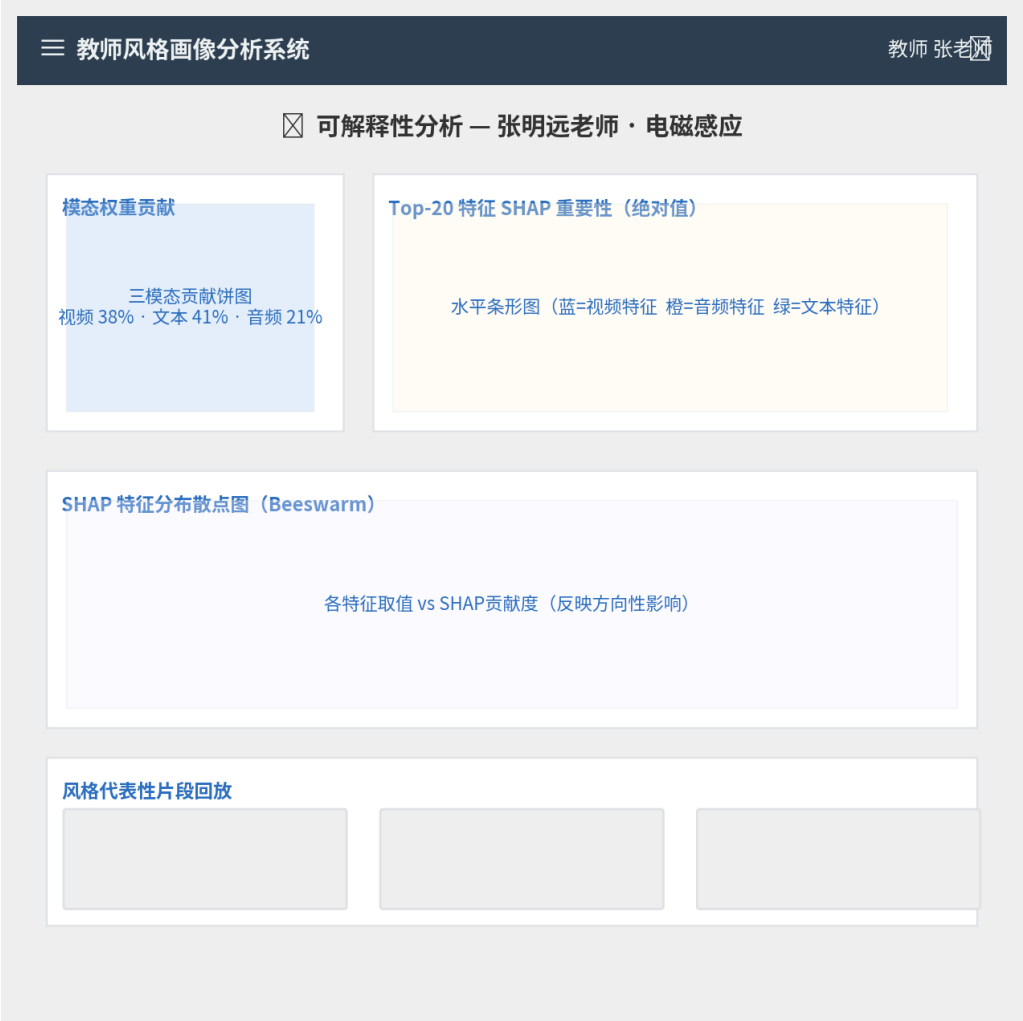 教师风格画像分析系统
教师 张老师
可解释性分析 — 张明远老师 · 电磁感应
模态权重贡献
三模态贡献饼图
视频 38% · 文本 41% · 音频 21%
Top-20 特征 SHAP 重要性（绝对值）
水平条形图（蓝=视频特征 橙=音频特征 绿=文本特征）
SHAP 特征分布散点图（Beeswarm）
各特征取值 vs SHAP贡献度（反映方向性影响）
风格代表性片段回放